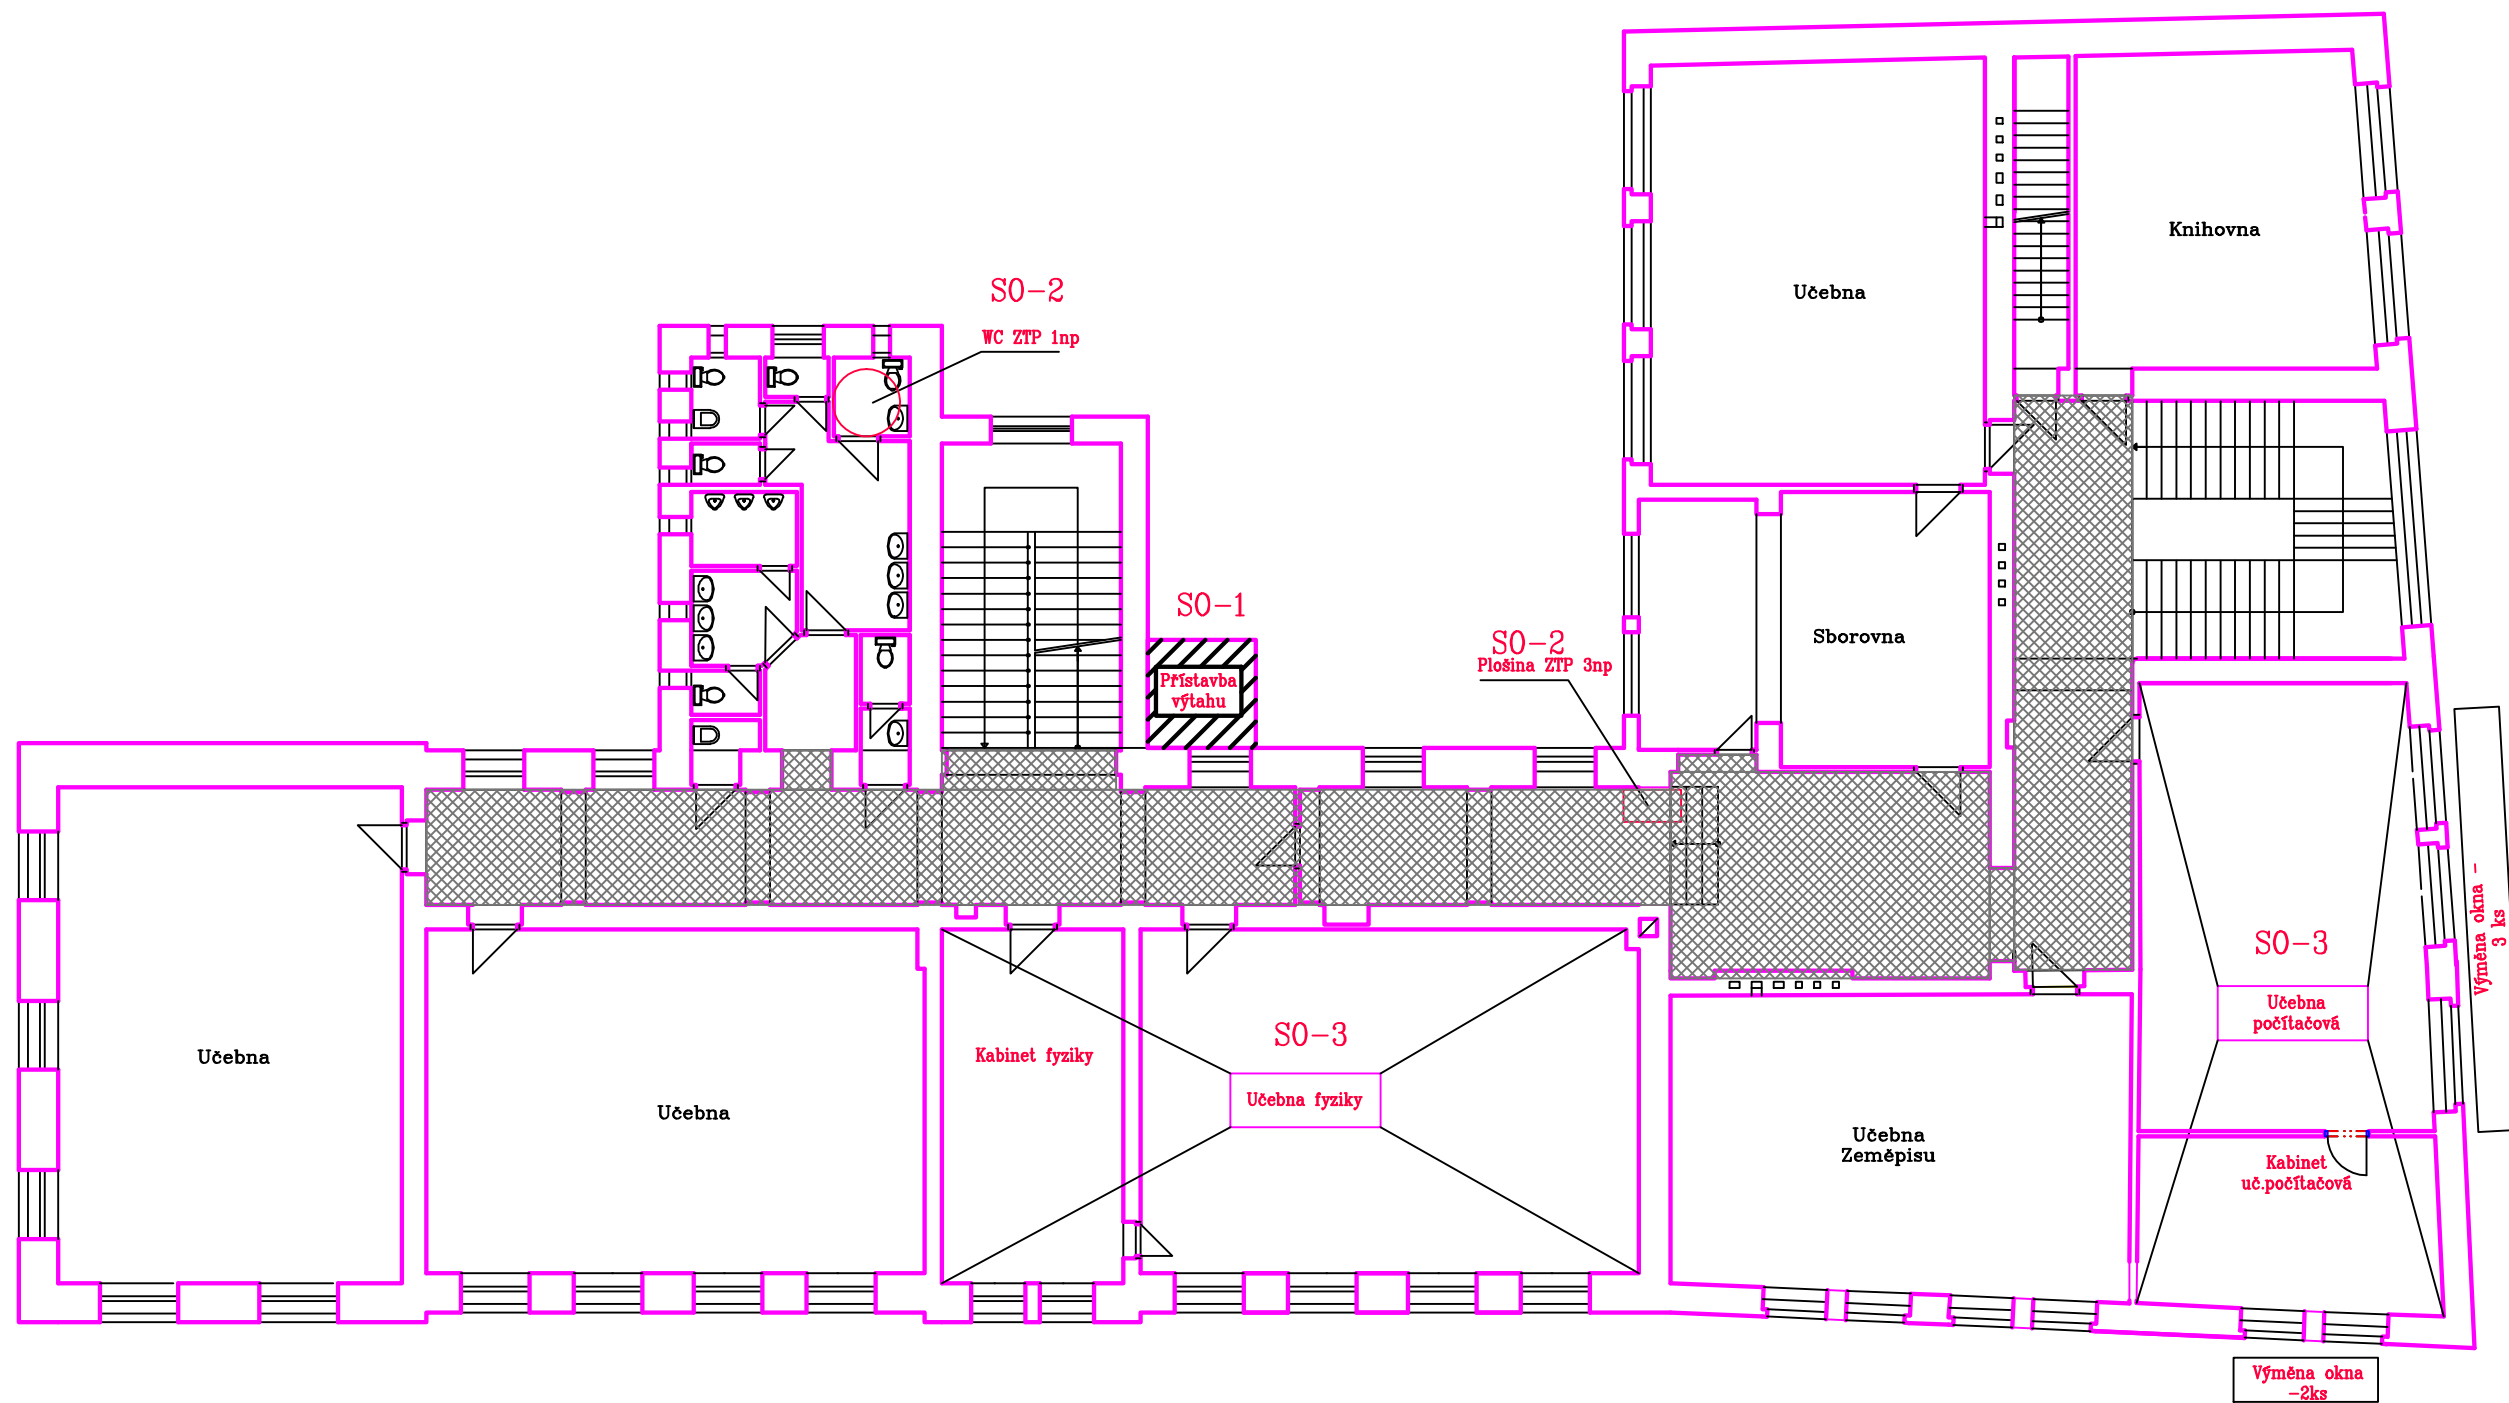 Knihovna
SO-2
Učebna
WC ZTP 1np
SO-1
SO-2
Sborovna
Plošina ZTP 3np
Přístavba
výtahu
Výměna okna -
3 ks
SO-3
Učebna
počítačová
SO-3
Učebna
Kabinet fyziky
Učebna fyziky
Učebna
Učebna
Zeměpisu
Kabinet
uč.počítačová
Výměna okna
-2ks